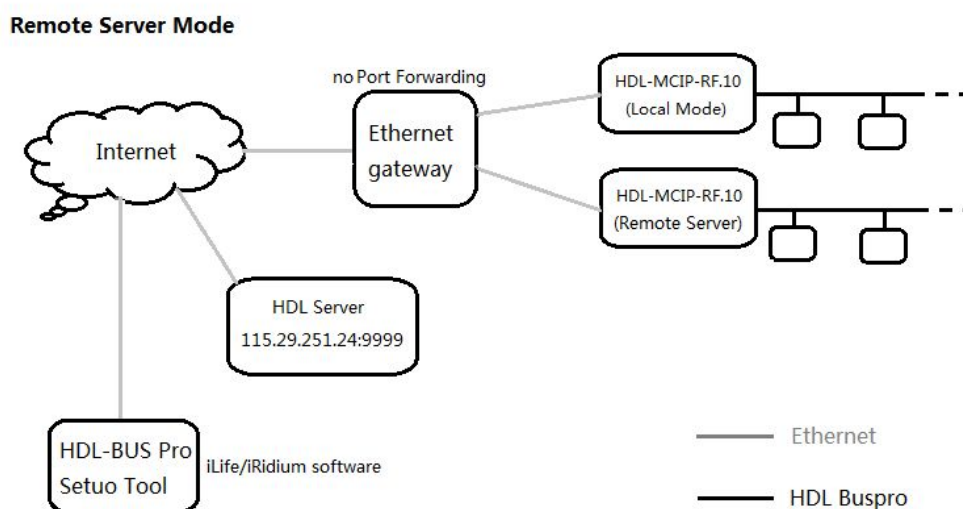 Remote Server Mode
no Port Forwarding
HDL-MCIP-RF.10
(Local Mode)
Internet
Ethernet
gateway
HDL-MCIP-RF.10
(Remote Server)
HDL Server
115.29.251.24:9999
HDL-BUS Pro
Setuo Tool
iLife/iRidium software
Ethernet
HDL Buspro